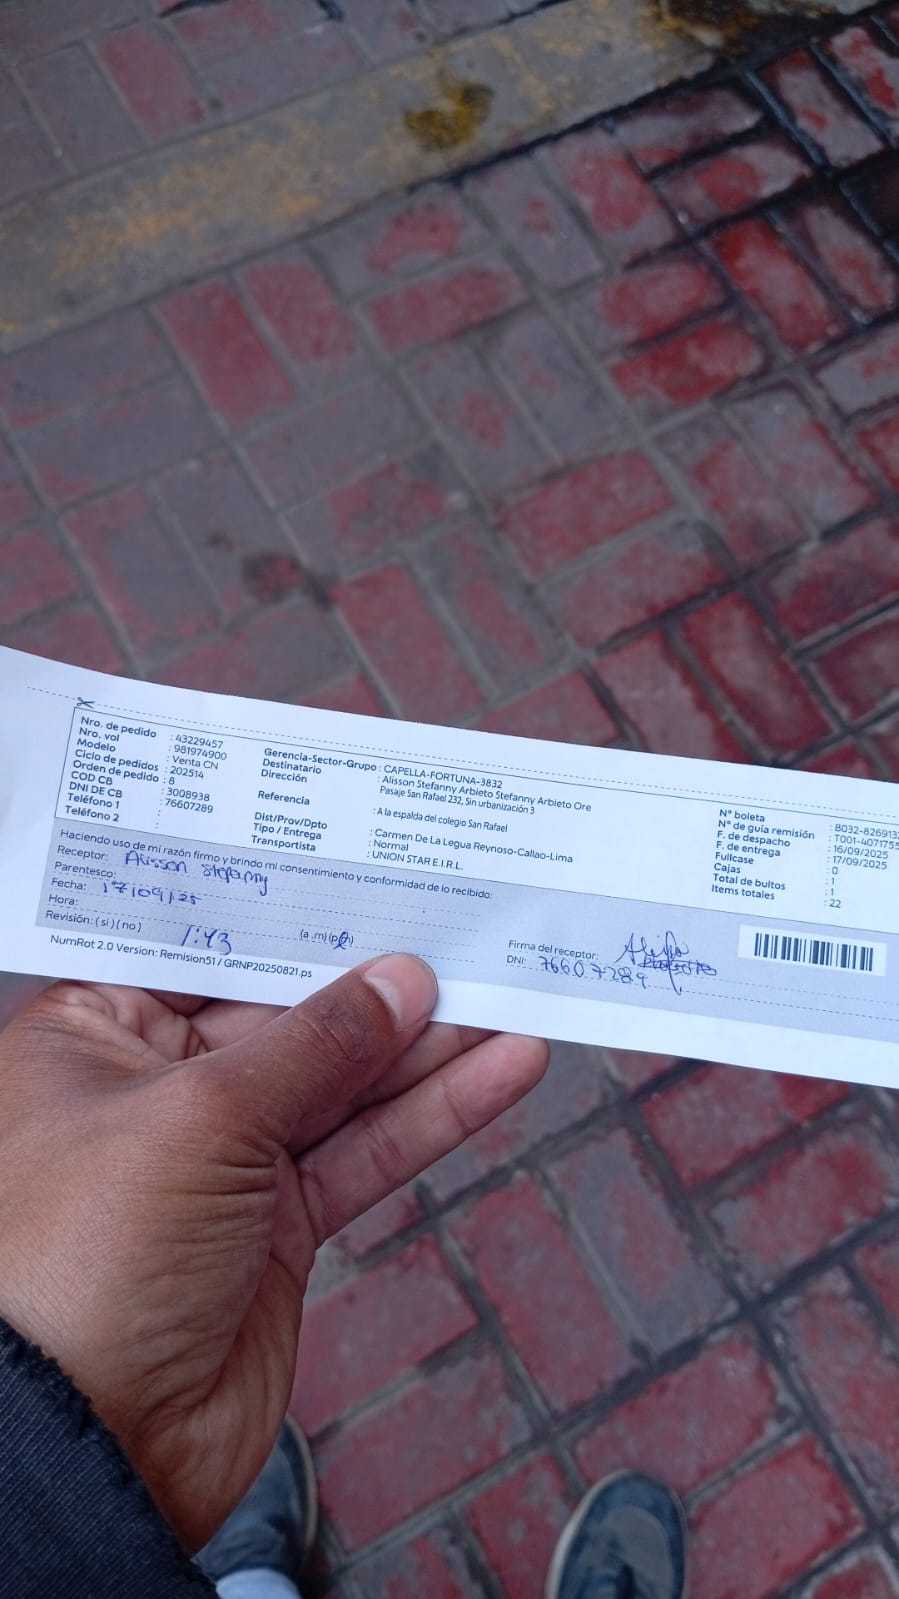 Nro. de pedido : 43229457
Nro. vol : 981974900
Modelo : Venta CN
Ciclo de pedidos : 202514
Orden de pedido : 8
COD CB : 3008938
DNI DE CB : 76607289
Teléfono 1 :
Teléfono 2 :
Gerencia-Sector-Grupo : CAPELLA-FORTUNA-3832
Destinatario : Alisson Stefanny Arbieto Stefanny Arbieto Ore
Dirección Pasaje San Rafael 232, Sin urbanización 3
Referencia : A la espalda del colegio San Rafael
Dist/Prov/Dpto : Carmen De La Legua Reynoso-Callao-Lima
Tipo / Entrega : Normal
Transportista : UNION STAR E.I.R.L.
N° boleta : B032-8269132
N° de guía remisión : T001-4071755
F. de despacho : 16/09/2025
F. de entrega : 17/09/2025
Fullcase : 0
Cajas : 1
Total de bultos : 1
Items totales : 22
Haciendo uso de mi razón firmo y brindo mi consentimiento y conformidad de lo recibido:
Receptor: Alisson Stefanny
Parentesco:
Fecha: 17/09/25
Hora: 1:43 (a.m) (p.m)
Revisión: ( si ) ( no )
Firma del receptor:
DNI: 76607289
NumRot 2.0 Version: Remision51 / GRNP20250821.ps